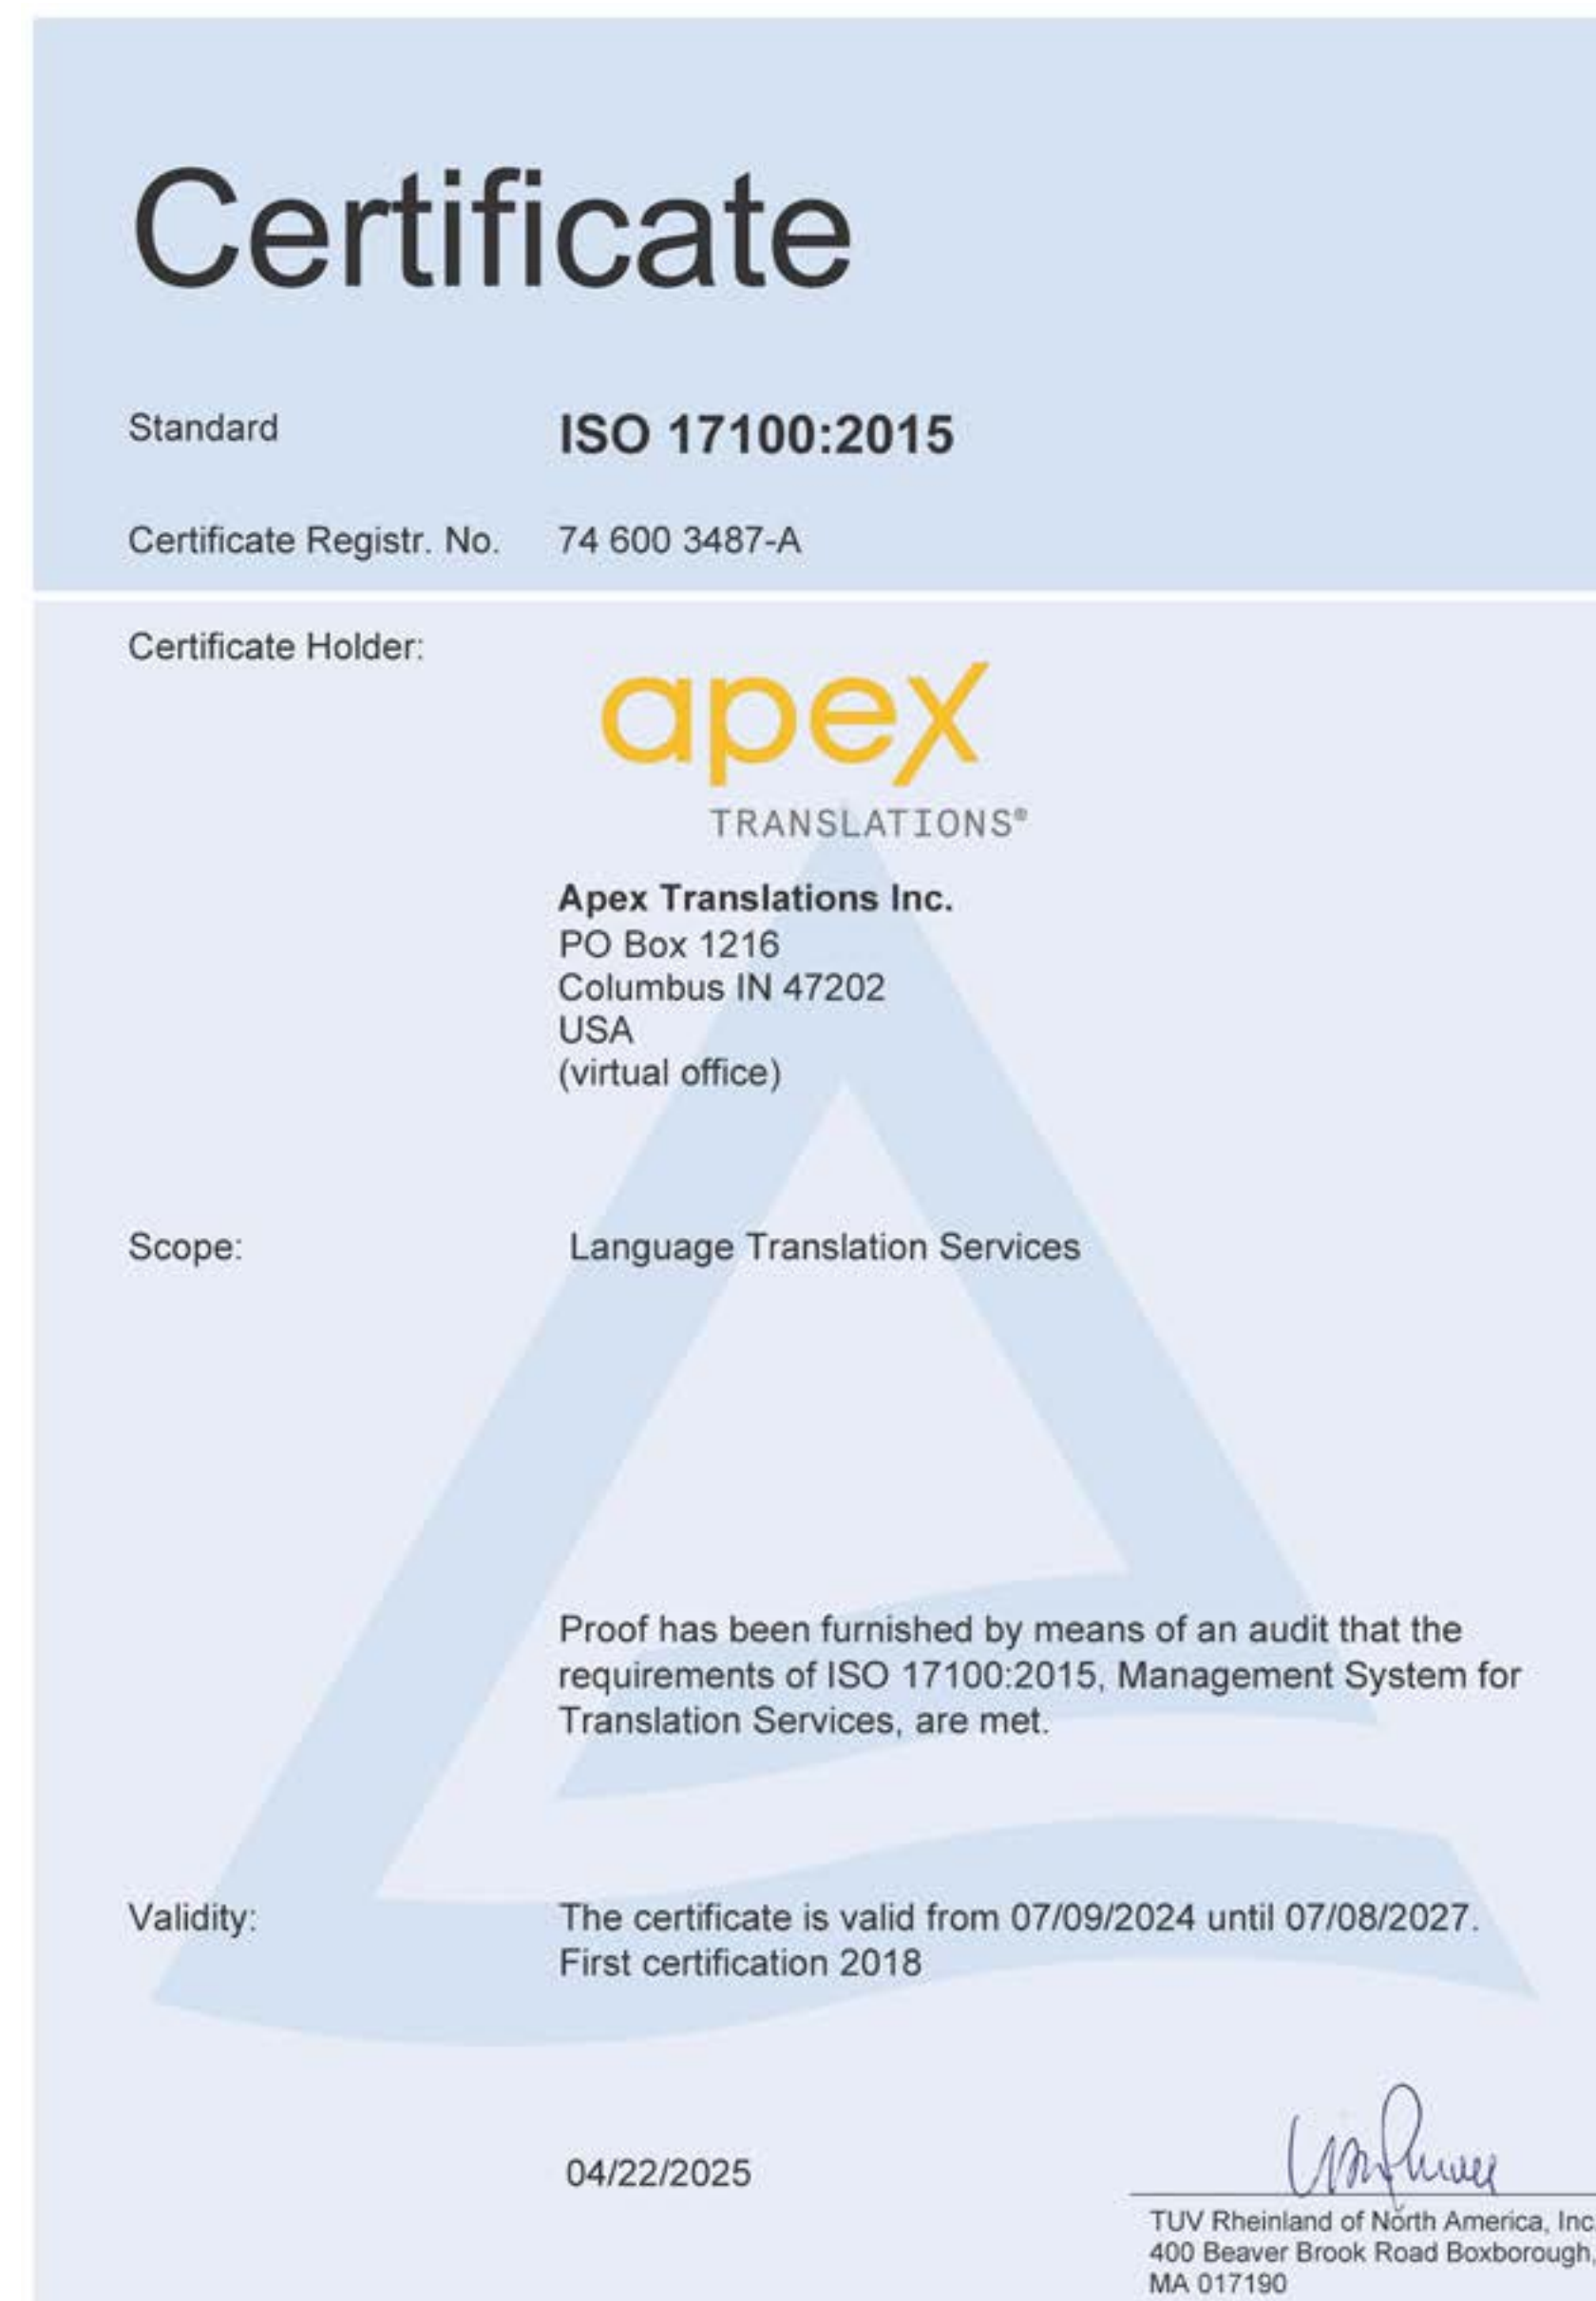 Certificate
Standard ISO 17100:2015
Certificate Registr. No. 74 600 3487-A
Certificate Holder:
apex
TRANSLATIONS®
Apex Translations Inc.
PO Box 1216
Columbus IN 47202
USA
(virtual office)
Scope: Language Translation Services
Proof has been furnished by means of an audit that the
requirements of ISO 17100:2015, Management System for
Translation Services, are met.
Validity: The certificate is valid from 07/09/2024 until 07/08/2027.
First certification 2018
04/22/2025
TUV Rheinland of North America, Inc
400 Beaver Brook Road Boxborough,
MA 017190